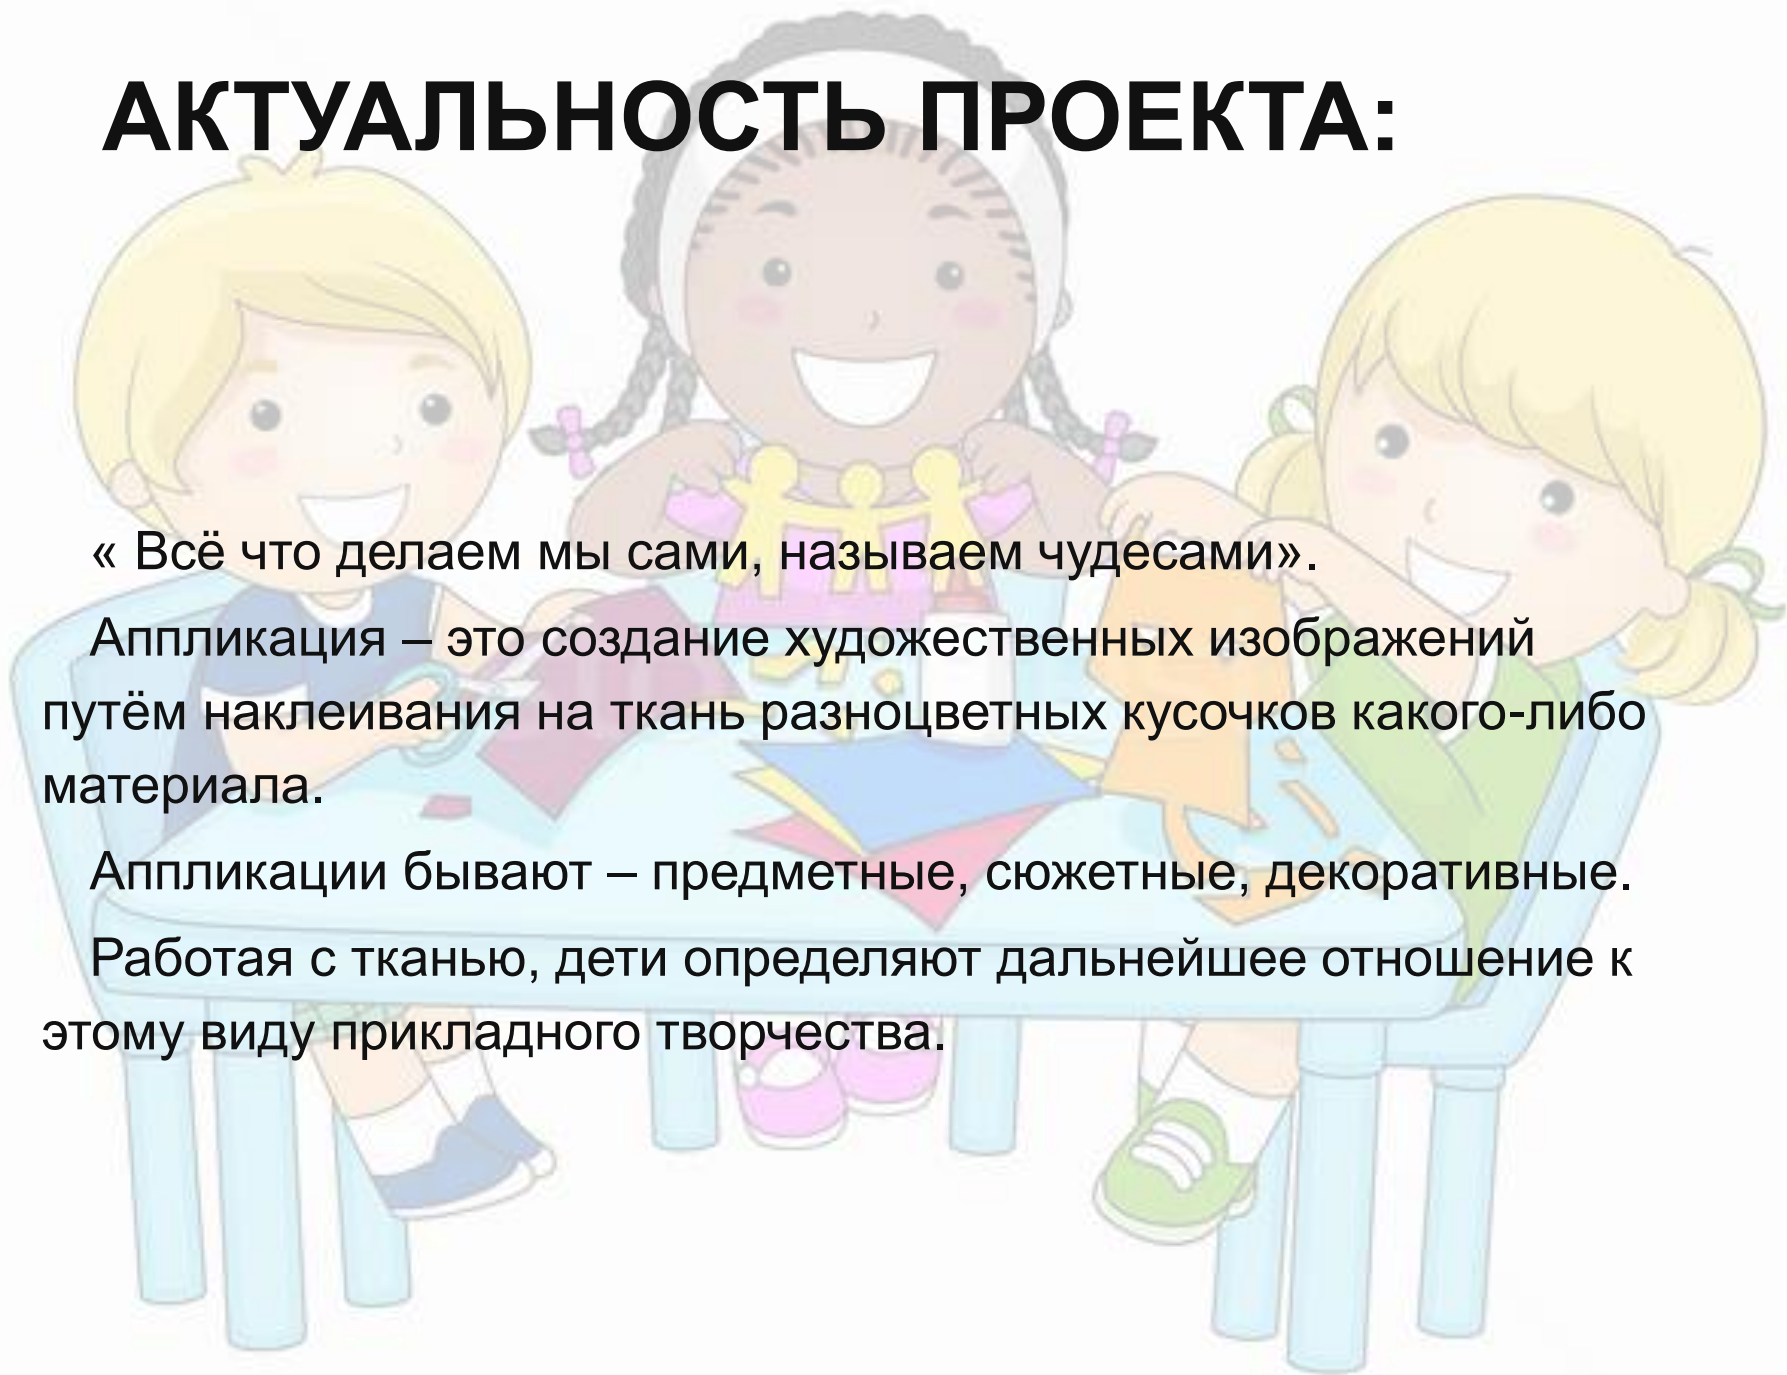 АКТУАЛЬНОСТЬ ПРОЕКТА:
« Всё что делаем мы сами, называем чудесами».
Аппликация – это создание художественных изображений
путём наклеивания на ткань разноцветных кусочков какого-либо
материала.
Аппликации бывают – предметные, сюжетные, декоративные.
Работая с тканью, дети определяют дальнейшее отношение к
этому виду прикладного творчества.